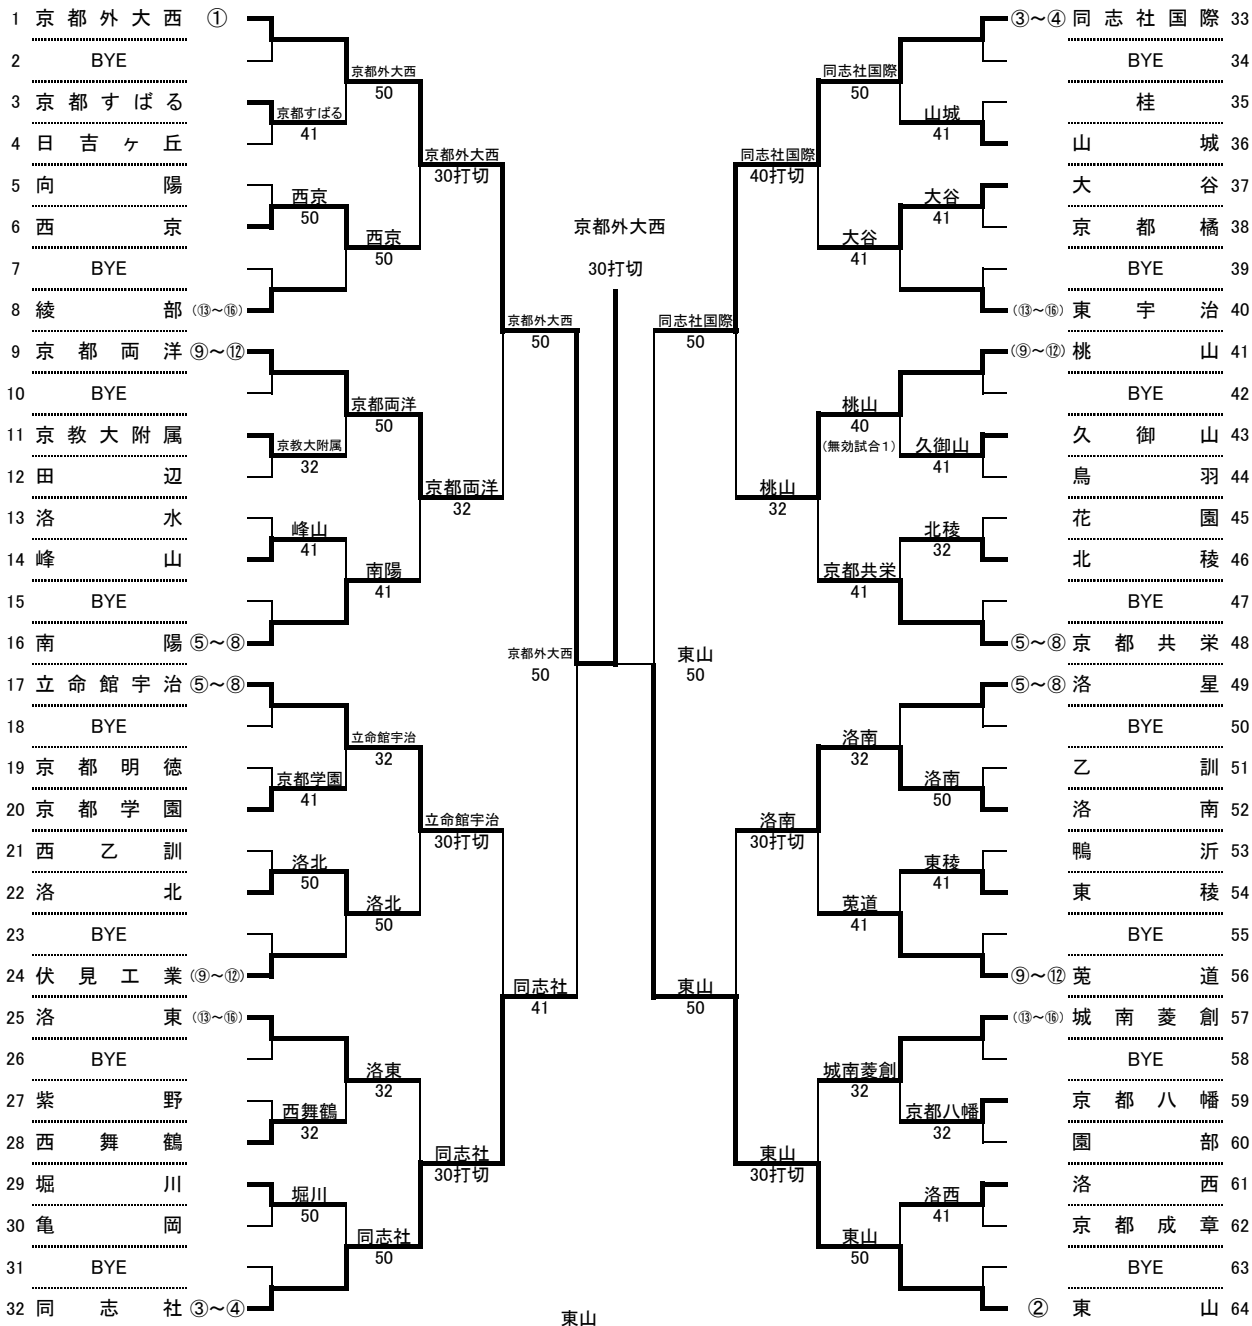 1 京都外大西 ①
2 BYE
3 京都すばる
4 日吉ヶ丘
5 向陽
6 西京
7 BYE
8 綾部 (⑬～⑯)
9 京都両洋 ⑨～⑫
10 BYE
11 京教大附属
12 田辺
13 洛水
14 峰山
15 BYE
16 南陽 ⑤～⑧
17 立命館宇治 ⑤～⑧
18 BYE
19 京都明徳
20 京都学園
21 西乙訓
22 洛北
23 BYE
24 伏見工業 (⑨～⑫)
25 洛東 (⑬～⑯)
26 BYE
27 紫野
28 西舞鶴
29 堀川
30 亀岡
31 BYE
32 同志社 ③～④
京都すばる
41
西京
50
京教大附属
32
峰山
41
京都学園
41
洛北
50
西舞鶴
32
堀川
50
京都外大西
50
西京
50
京都両洋
50
南陽
41
立命館宇治
32
洛北
50
洛東
32
同志社
50
京都外大西
30打切
京都両洋
32
立命館宇治
30打切
同志社
30打切
京都外大西
50
同志社
41
京都外大西
50
京都外大西
30打切
東山
50
東山
同志社国際
50
東山
50
同志社国際
40打切
桃山
32
洛南
30打切
東山
30打切
同志社国際
50
大谷
41
桃山
40
(無効試合1)
京都共栄
41
洛南
32
莵道
41
城南菱創
32
東山
50
山城
41
大谷
41
久御山
41
北稜
32
洛南
50
東稜
41
京都八幡
32
洛西
41
③～④ 同志社国際 33
BYE 34
桂 35
山城 36
大谷 37
京都橘 38
BYE 39
(⑬～⑯) 東宇治 40
(⑨～⑫) 桃山 41
BYE 42
久御山 43
鳥羽 44
花園 45
北稜 46
BYE 47
⑤～⑧ 京都共栄 48
⑤～⑧ 洛星 49
BYE 50
乙訓 51
洛南 52
鴨沂 53
東稜 54
BYE 55
⑨～⑫ 莵道 56
(⑬～⑯) 城南菱創 57
BYE 58
京都八幡 59
園部 60
洛西 61
京都成章 62
BYE 63
② 東山 64